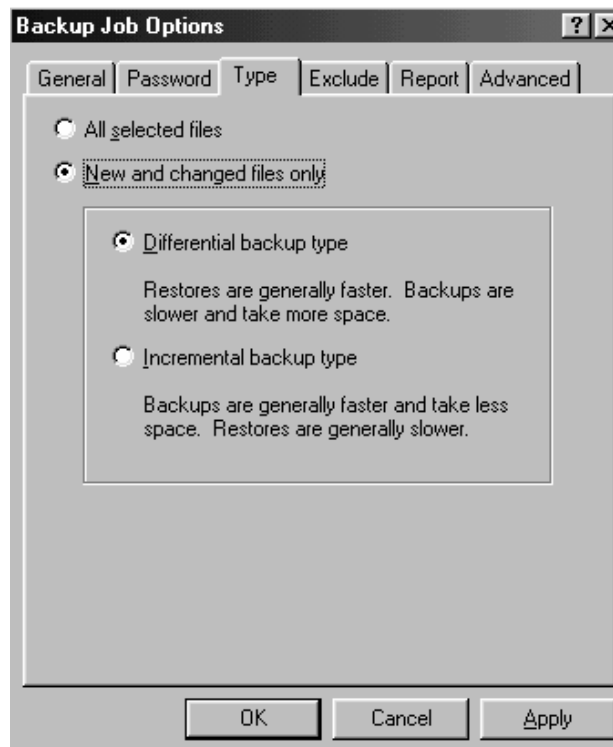 Backup Job Options
General Password Type Exclude Report Advanced
All selected files
New and changed files only
Differential backup type
Restores are generally faster. Backups are
slower and take more space.
Incremental backup type
Backups are generally faster and take less
space. Restores are generally slower.
OK Cancel Apply